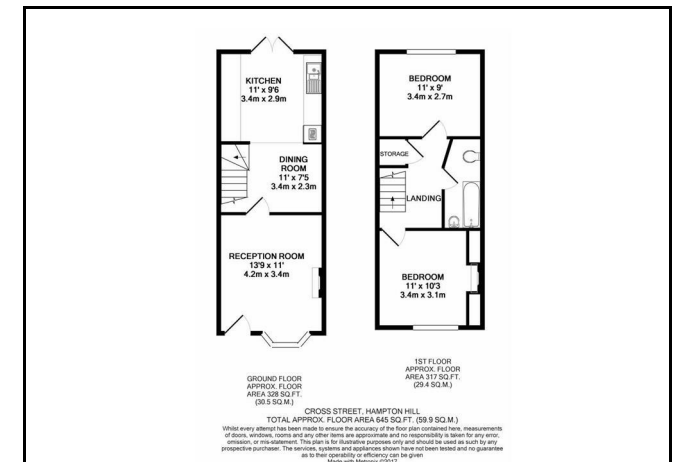 KITCHEN
11' x 9'6
3.4m x 2.9m
DINING
ROOM
11' x 7'5
3.4m x 2.3m
RECEPTION ROOM
13'9 x 11'
4.2m x 3.4m
GROUND FLOOR
APPROX. FLOOR
AREA 328 SQ.FT.
(30.5 SQ.M.)
BEDROOM
11' x 9'
3.4m x 2.7m
STORAGE
LANDING
BEDROOM
11' x 10'3
3.4m x 3.1m
1ST FLOOR
APPROX. FLOOR
AREA 317 SQ.FT.
(29.4 SQ.M.)
CROSS STREET, HAMPTON HILL
TOTAL APPROX. FLOOR AREA 645 SQ.FT. (59.9 SQ.M.)
Whilst every attempt has been made to ensure the accuracy of the floor plan contained here, measurements
of doors, windows, rooms and any other items are approximate and no responsibility is taken for any error,
omission, or mis-statement. This plan is for illustrative purposes only and should be used as such by any
prospective purchaser. The services, systems and appliances shown have not been tested and no guarantee
as to their operability or efficiency can be given
Made with Metropix ©2017